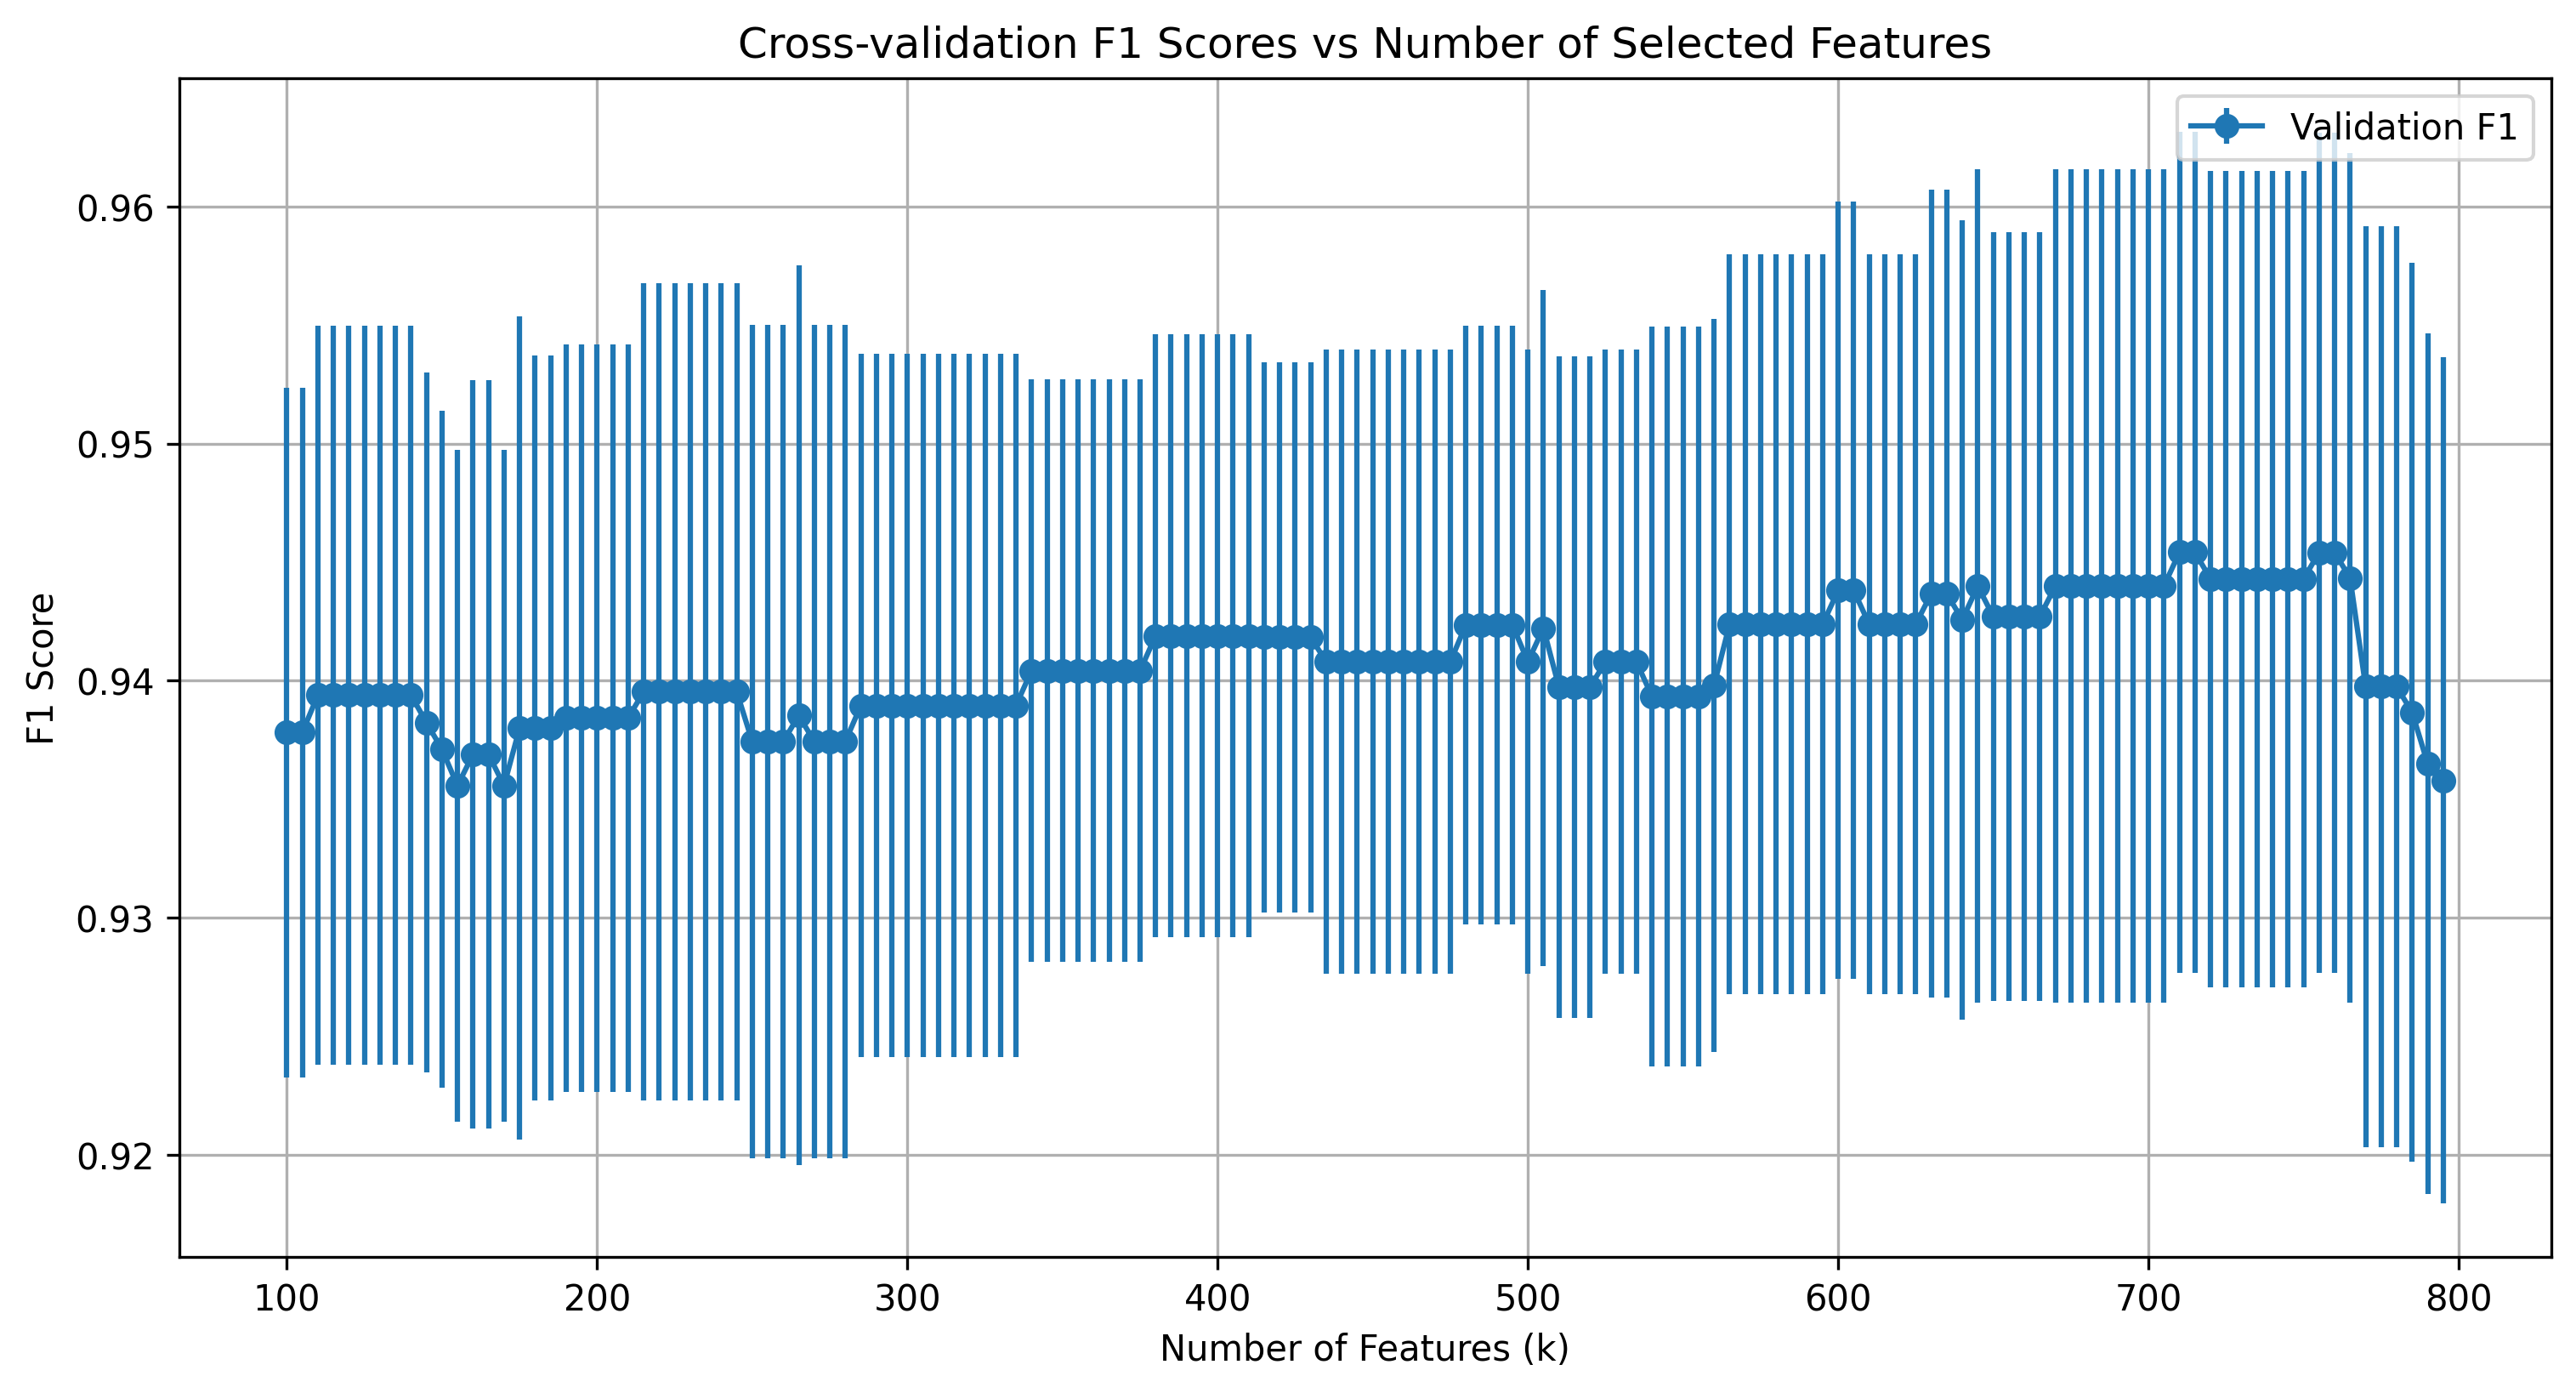 Cross-validation F1 Scores vs Number of Selected Features
Validation F1
0.96
0.95
0.94
0.93
0.92
F1 Score
100 200 300 400 500 600 700 800
Number of Features (k)